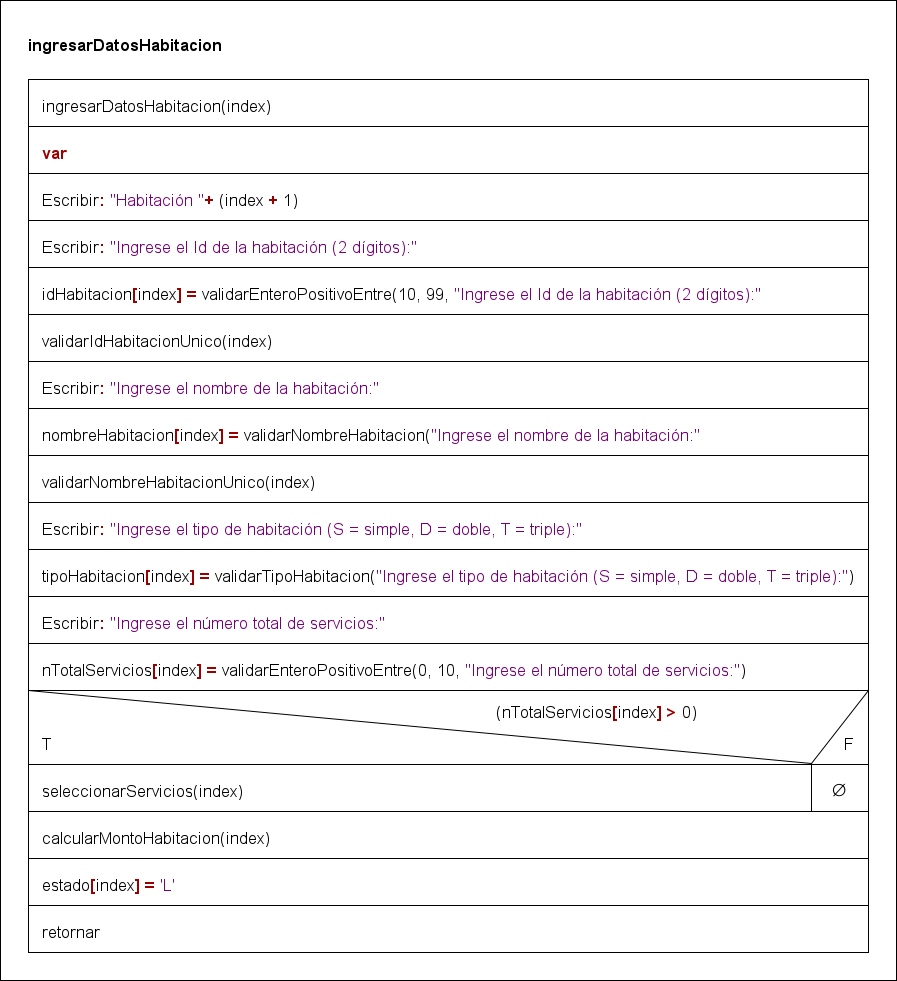 ingresarDatosHabitacion
ingresarDatosHabitacion(index)
var
Escribir: "Habitación "+ (index + 1)
Escribir: "Ingrese el Id de la habitación (2 dígitos):"
idHabitacion[index] = validarEnteroPositivoEntre(10, 99, "Ingrese el Id de la habitación (2 dígitos):"
validarIdHabitacionUnico(index)
Escribir: "Ingrese el nombre de la habitación:"
nombreHabitacion[index] = validarNombreHabitacion("Ingrese el nombre de la habitación:"
validarNombreHabitacionUnico(index)
Escribir: "Ingrese el tipo de habitación (S = simple, D = doble, T = triple):"
tipoHabitacion[index] = validarTipoHabitacion("Ingrese el tipo de habitación (S = simple, D = doble, T = triple):")
Escribir: "Ingrese el número total de servicios:"
nTotalServicios[index] = validarEnteroPositivoEntre(0, 10, "Ingrese el número total de servicios:")
(nTotalServicios[index] > 0)
T
F
seleccionarServicios(index)
∅
calcularMontoHabitacion(index)
estado[index] = 'L'
retornar